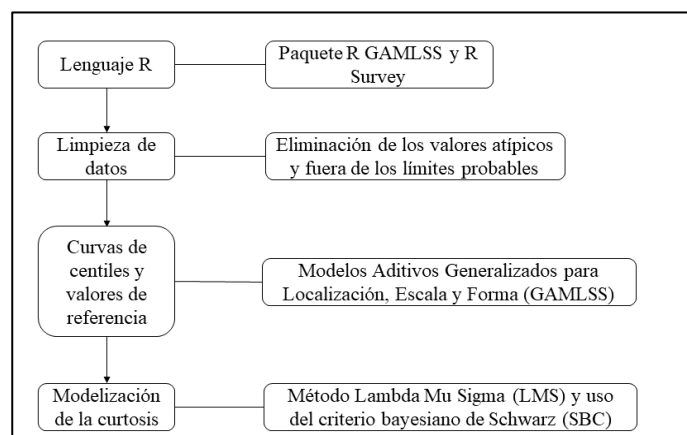 Lenguaje R
Paquete R GAMLSS y R
Survey
Limpieza de
datos
Eliminación de los valores atípicos
y fuera de los límites probables
Curvas de
centiles y
valores de
referencia
Modelos Aditivos Generalizados para
Localización, Escala y Forma (GAMLSS)
Modelización
de la curtosis
Método Lambda Mu Sigma (LMS) y uso
del criterio bayesiano de Schwarz (SBC)